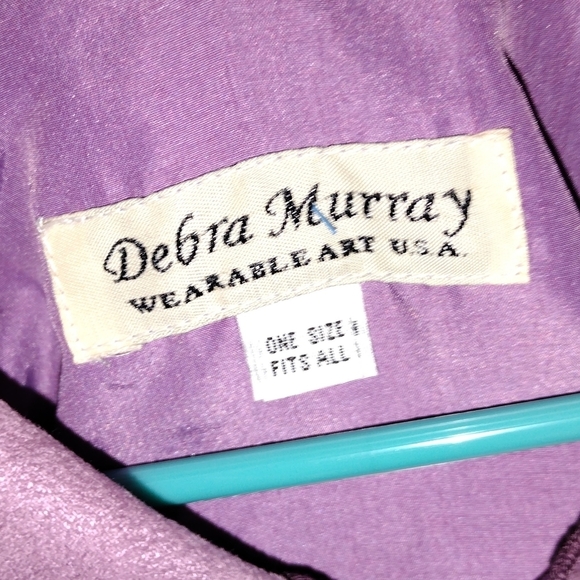 Debra Murray
WEARABLE ART U.S.A.
ONE SIZE
FITS ALL